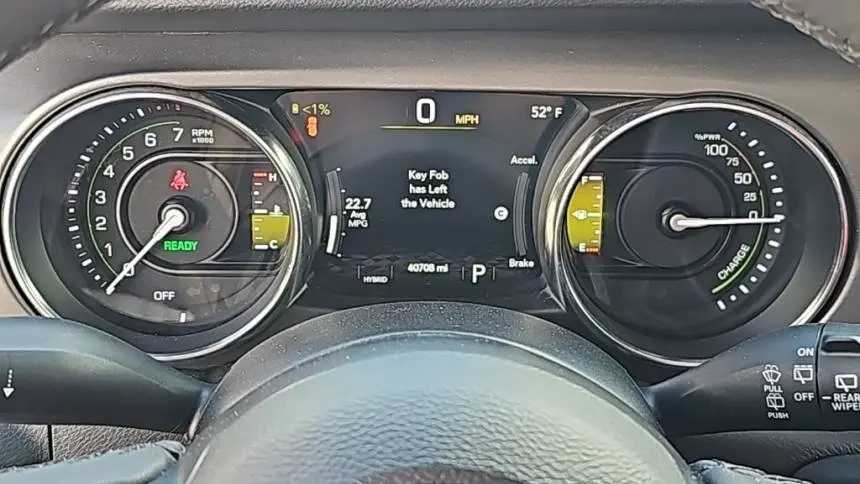 7
6
5
4
3
2
1
0
RPM
x1000
H
C
READY
OFF
<1%
0 MPH
52° F
Key Fob
has Left
the Vehicle
22.7
Avg
MPG
Accel.
C
Brake
HYBRID
40708 mi
P
F
E
%PWR
100
75
50
25
0
CHARGE
ON
OFF
PULL
PUSH
REAR
WIPER